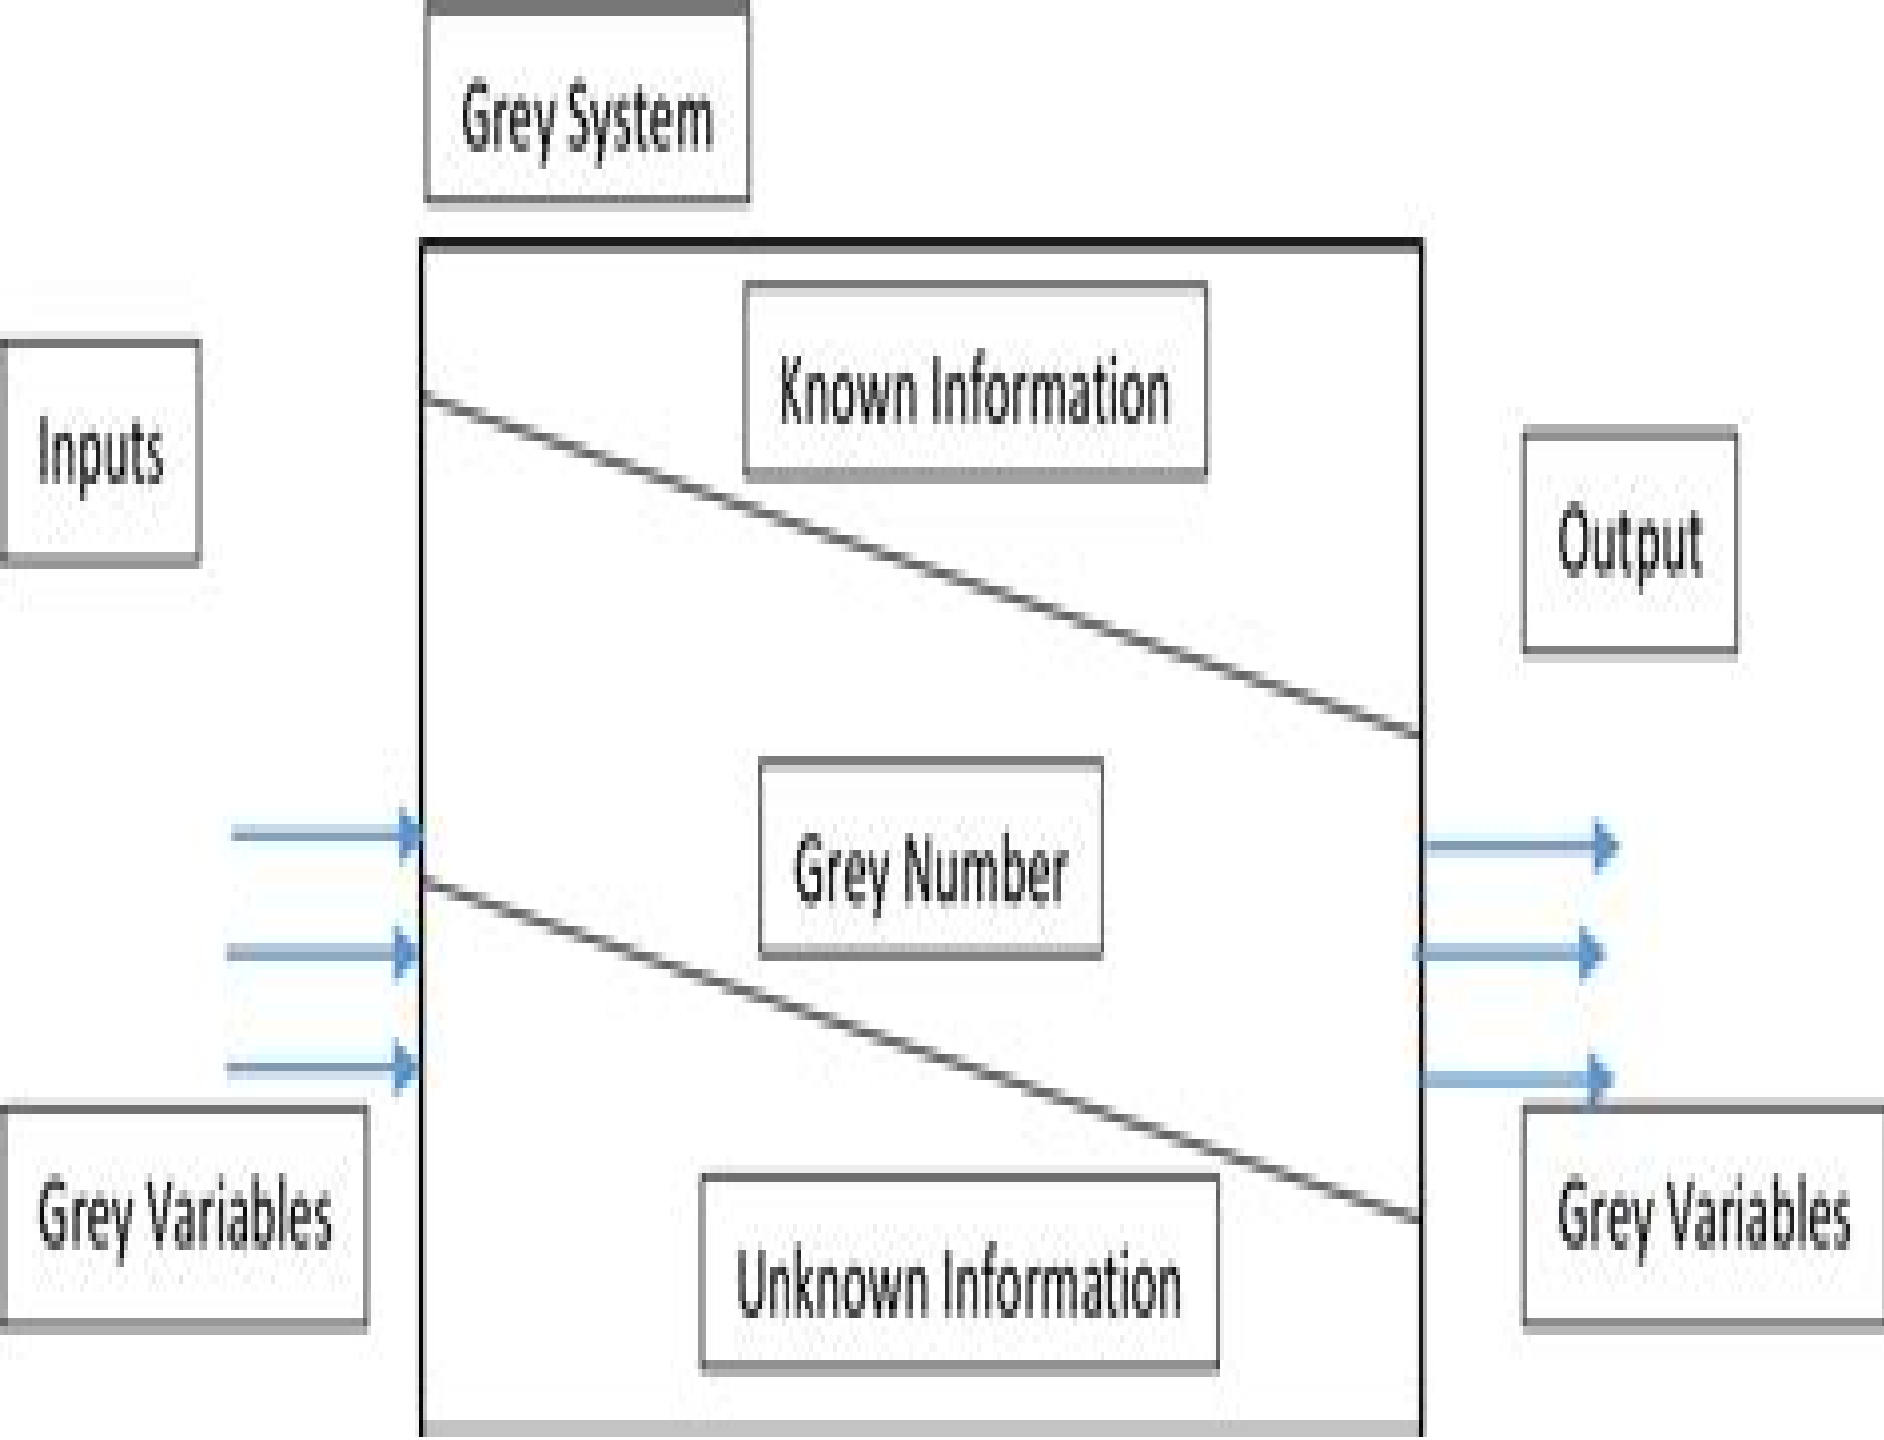 Grey System
Known Information
Inputs
Output
Grey Number
Grey Variables
Grey Variables
Unknown Information